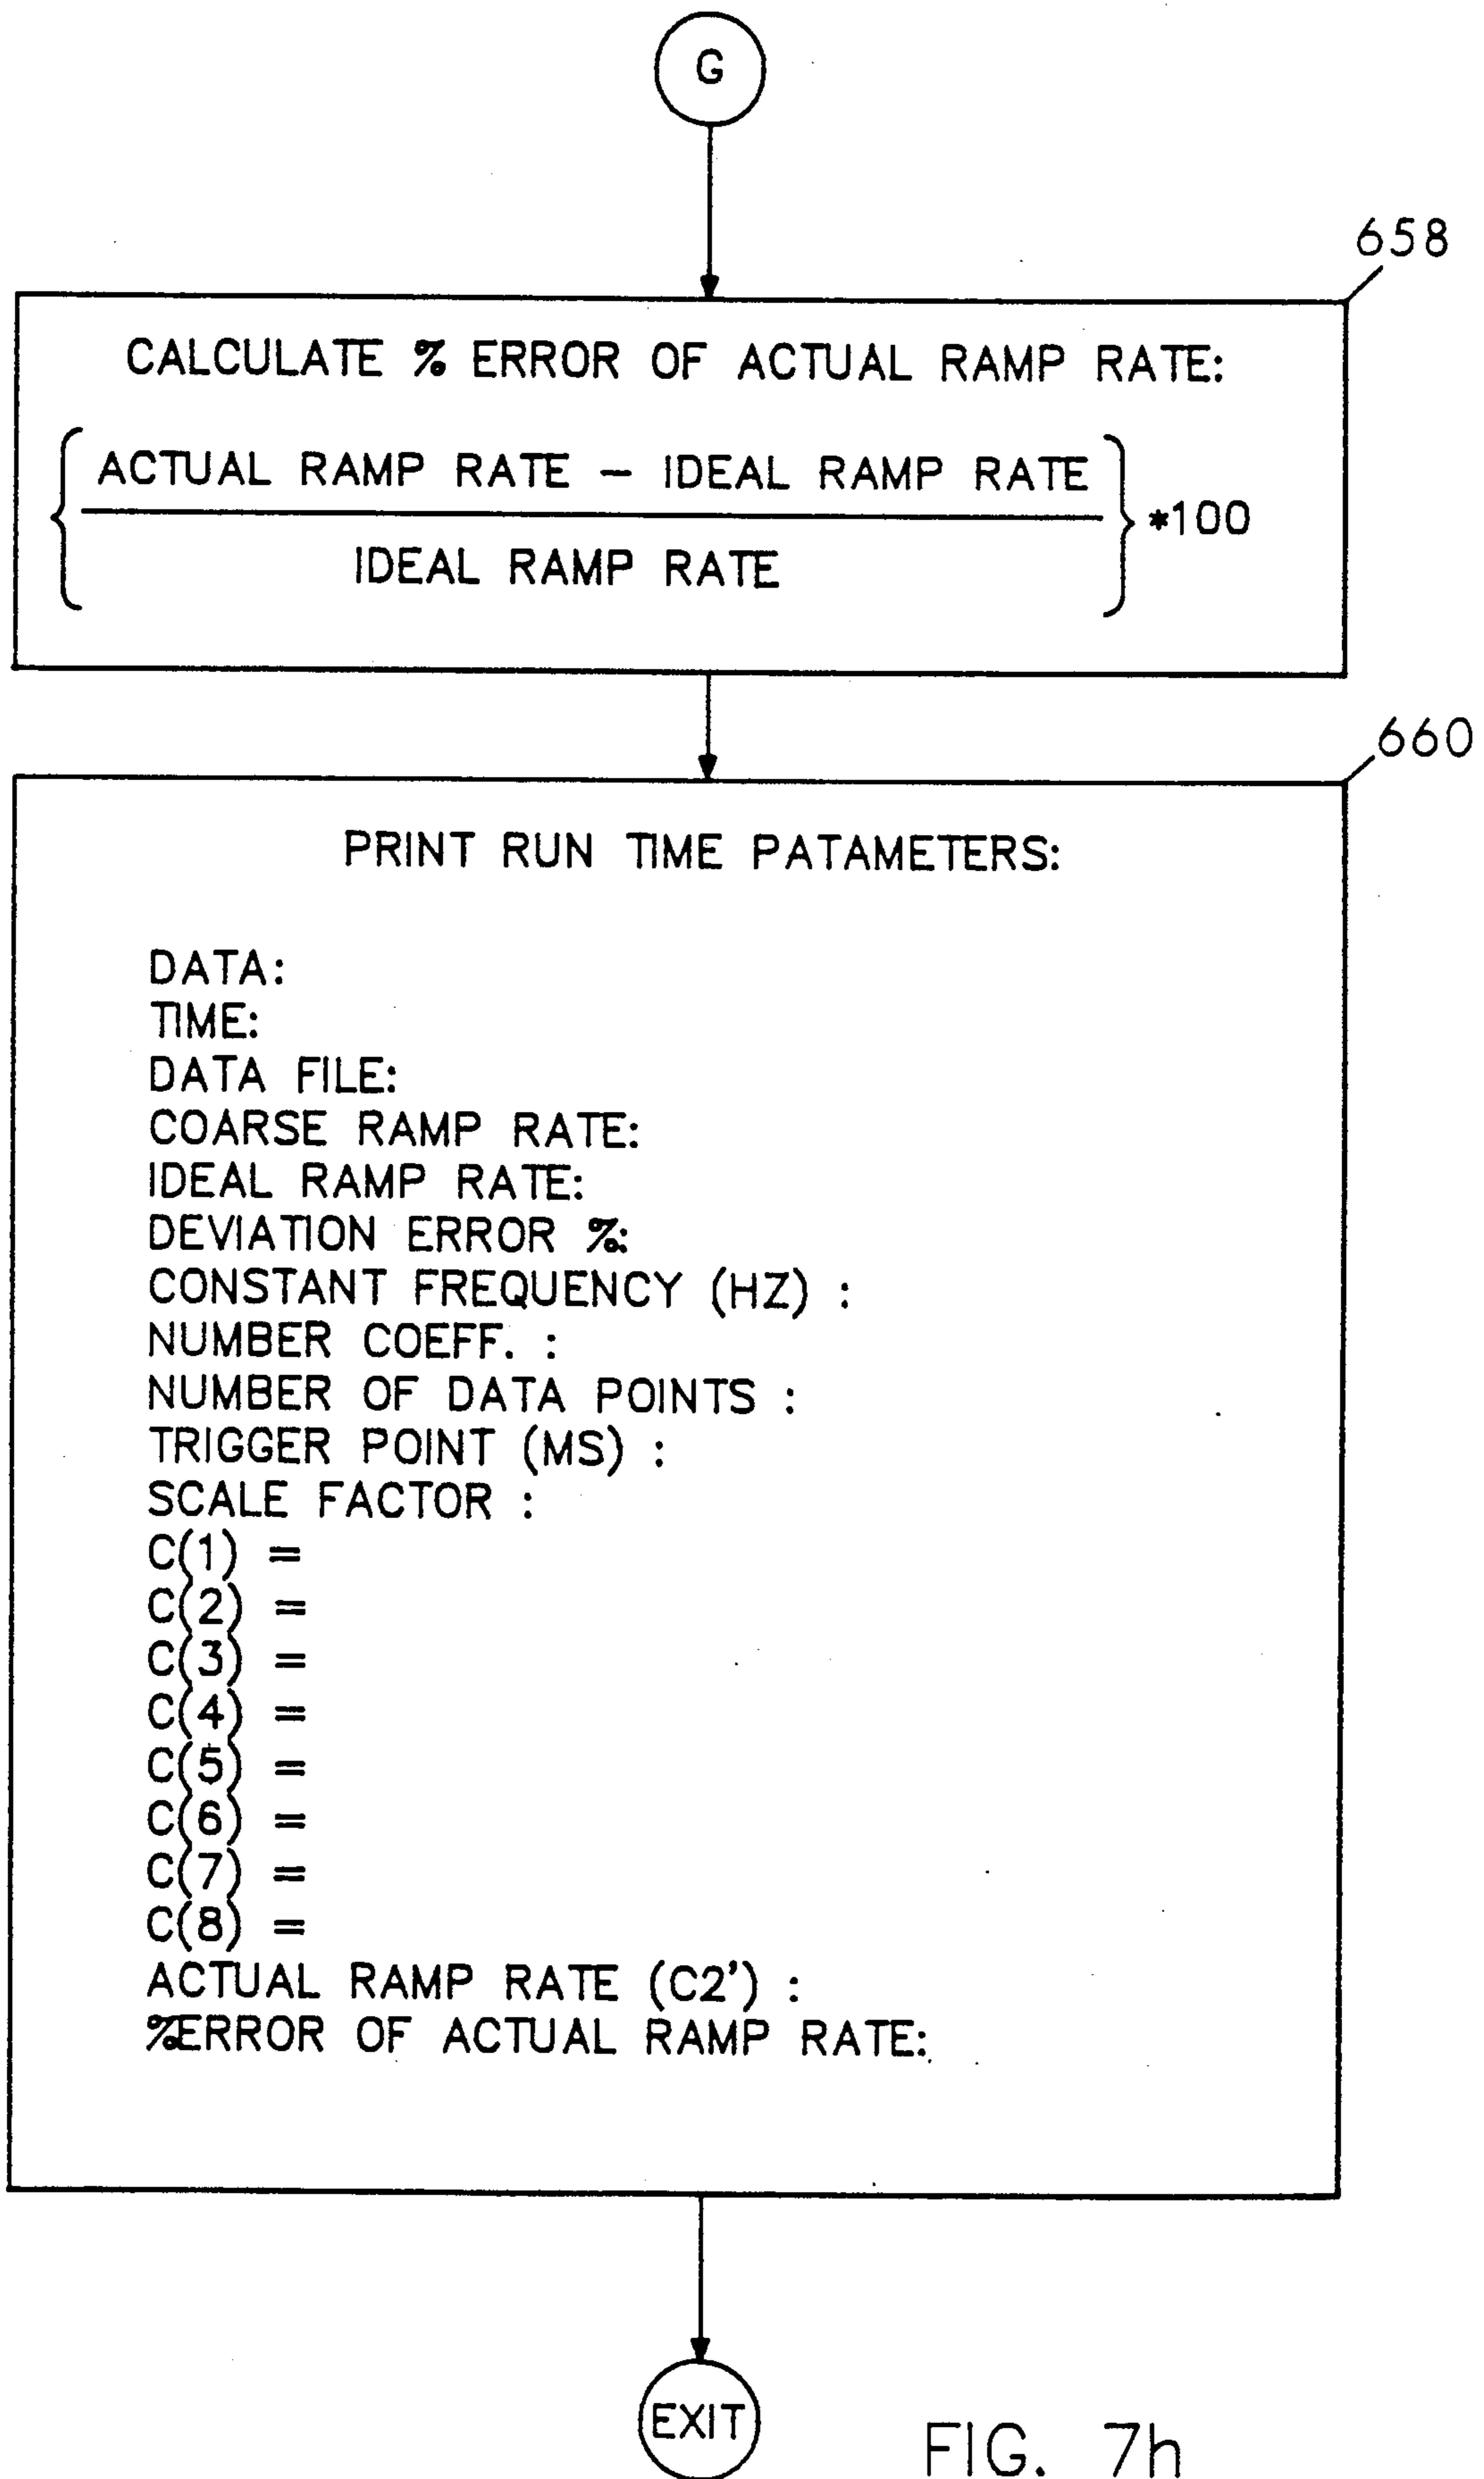 G
658
CALCULATE % ERROR OF ACTUAL RAMP RATE:
ACTUAL RAMP RATE - IDEAL RAMP RATE
IDEAL RAMP RATE
*100
660
PRINT RUN TIME PATAMETERS:
DATA:
TIME:
DATA FILE:
COARSE RAMP RATE:
IDEAL RAMP RATE:
DEVIATION ERROR %:
CONSTANT FREQUENCY (HZ) :
NUMBER COEFF. :
NUMBER OF DATA POINTS :
TRIGGER POINT (MS) :
SCALE FACTOR :
C(1) =
C(2) =
C(3) =
C(4) =
C(5) =
C(6) =
C(7) =
C(8) =
ACTUAL RAMP RATE (C2') :
%ERROR OF ACTUAL RAMP RATE:
EXIT
FIG. 7h